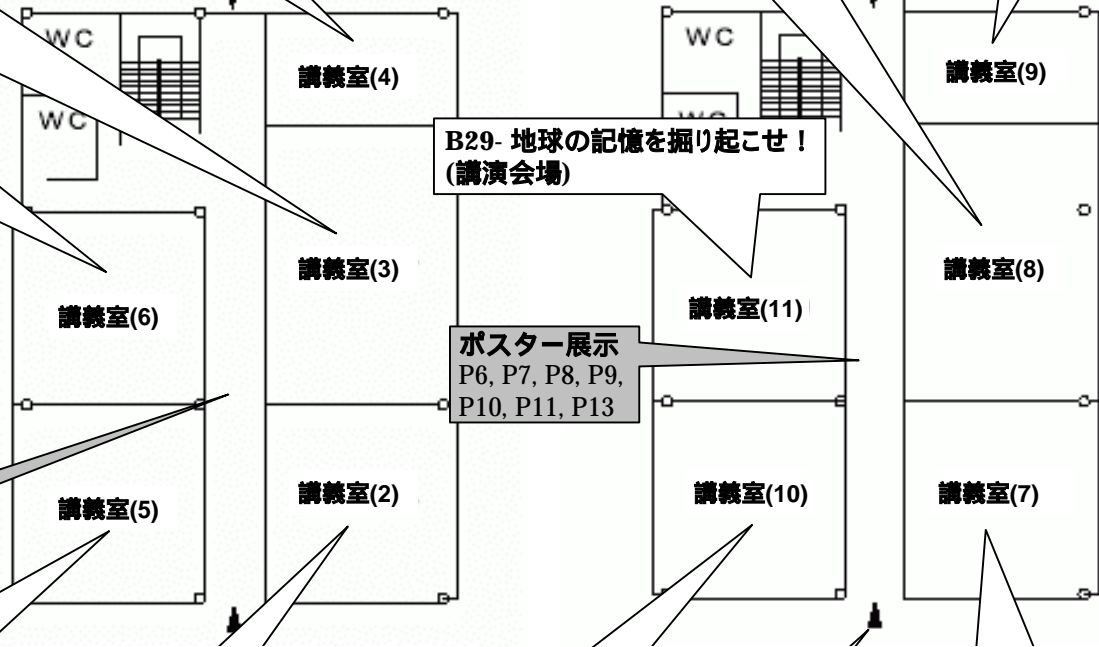 WC
講義室(4)
WC
講義室(3)
講義室(6)
講義室(5)
講義室(2)
WC
講義室(9)
WC
B29- 地球の記憶を掘り起こせ！
(講演会場)
講義室(8)
講義室(11)
ポスター展示
P6, P7, P8, P9,
P10, P11, P13
講義室(10)
講義室(7)